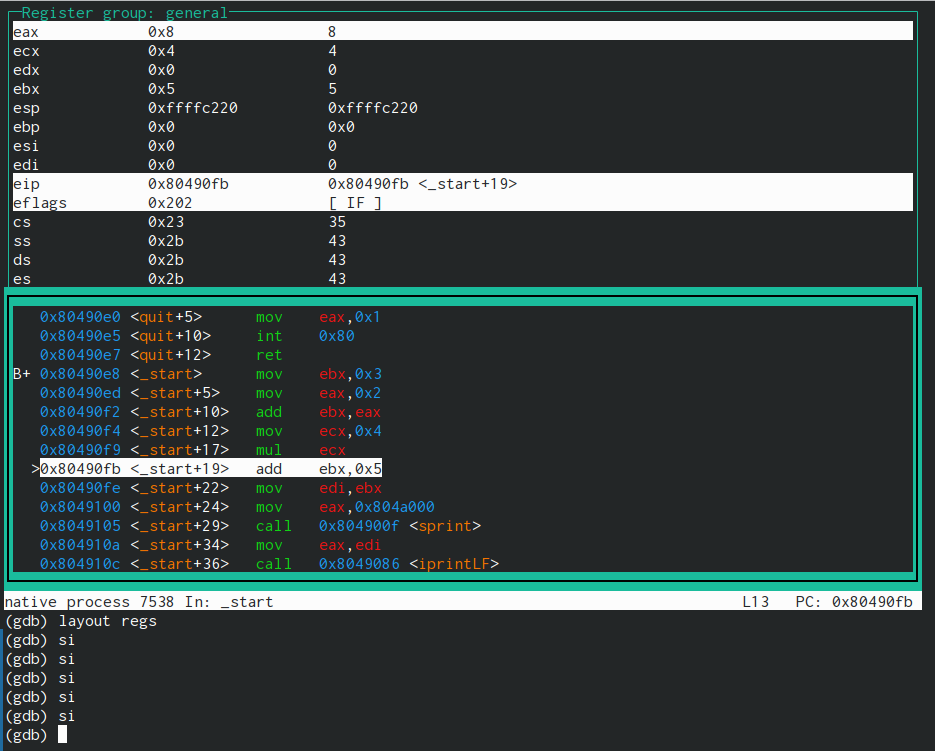 Register group: general
eax 0x8 8
ecx 0x4 4
edx 0x0 0
ebx 0x5 5
esp 0xffffc220 0xffffc220
ebp 0x0 0x0
esi 0x0 0
edi 0x0 0
eip 0x80490fb 0x80490fb <_start+19>
eflags 0x202 [ IF ]
cs 0x23 35
ss 0x2b 43
ds 0x2b 43
es 0x2b 43
0x80490e0 <quit+5> mov eax,0x1
0x80490e5 <quit+10> int 0x80
0x80490e7 <quit+12> ret
B+ 0x80490e8 <_start> mov ebx,0x3
0x80490ed <_start+5> mov eax,0x2
0x80490f2 <_start+10> add ebx,eax
0x80490f4 <_start+12> mov ecx,0x4
0x80490f9 <_start+17> mul ecx
>0x80490fb <_start+19> add ebx,0x5
0x80490fe <_start+22> mov edi,ebx
0x8049100 <_start+24> mov eax,0x804a000
0x8049105 <_start+29> call 0x804900f <sprint>
0x804910a <_start+34> mov eax,edi
0x804910c <_start+36> call 0x8049086 <iprintLF>
native process 7538 In: _start L13 PC: 0x80490fb
(gdb) layout regs
(gdb) si
(gdb) si
(gdb) si
(gdb) si
(gdb) si
(gdb)